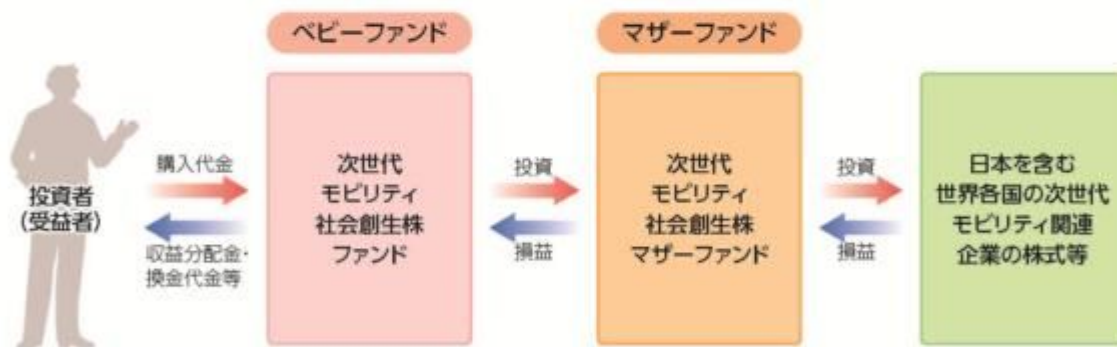 ベビーファンド
マザーファンド
投資者
(受益者)
購入代金
収益分配金・
換金代金等
次世代
モビリティ
社会創生株
ファンド
投資
損益
次世代
モビリティ
社会創生株
マザーファンド
投資
損益
日本を含む
世界各国の次世代
モビリティ関連
企業の株式等